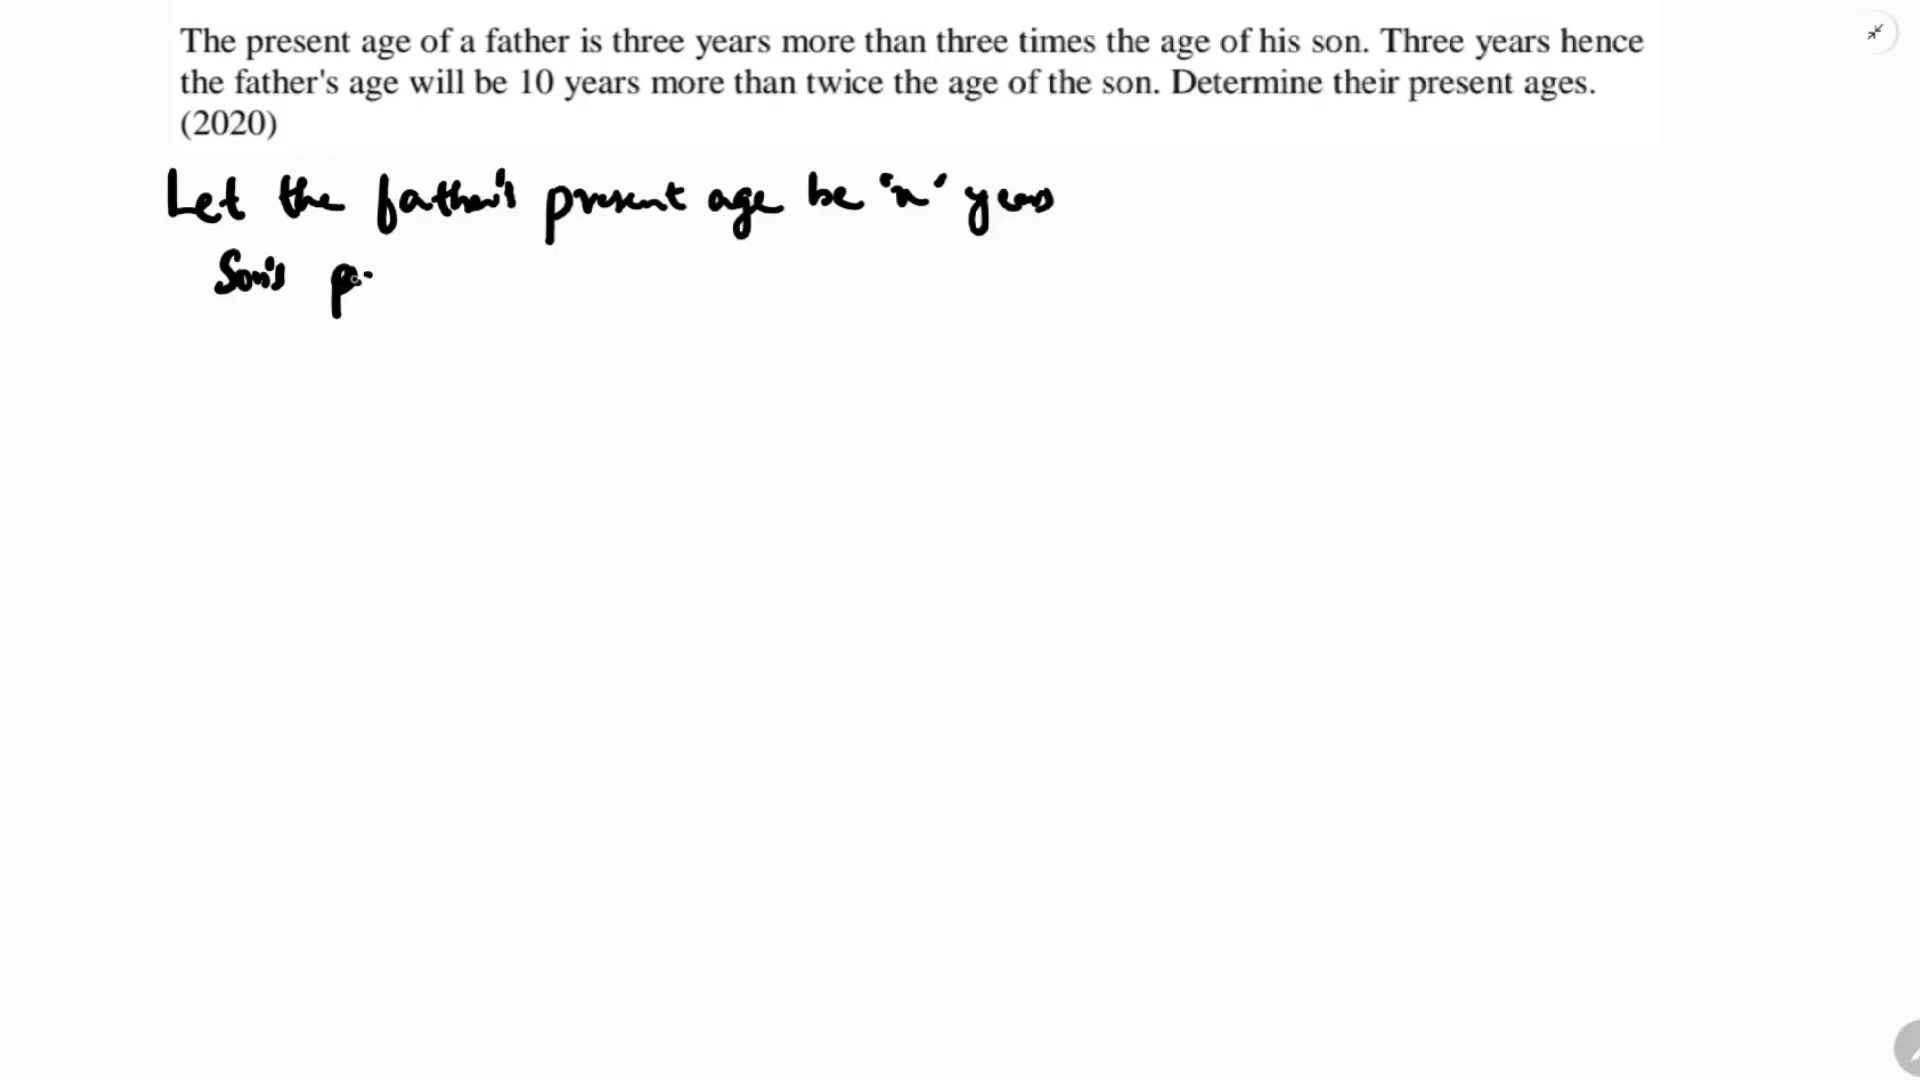 The present age of a father is three years more than three times the age of his son. Three years hence
the father's age will be 10 years more than twice the age of the son. Determine their present ages.
(2020)
Let the father's present age be 'x' years
Son's p